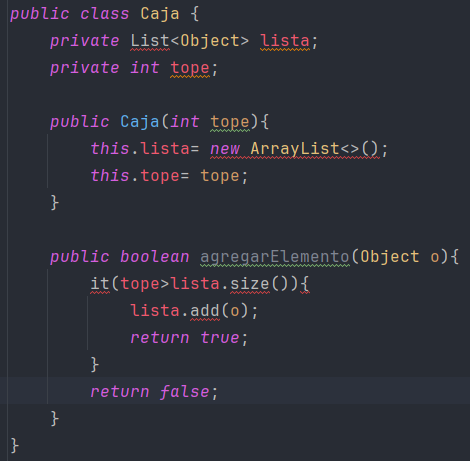 public class Caja {
private List<Object> lista;
private int tope;
public Caja(int tope){
this.lista= new ArrayList<>();
this.tope= tope;
}
public boolean agregarElemento(Object o){
it(tope>lista.size()){
lista.add(o);
return true;
}
return false;
}
}